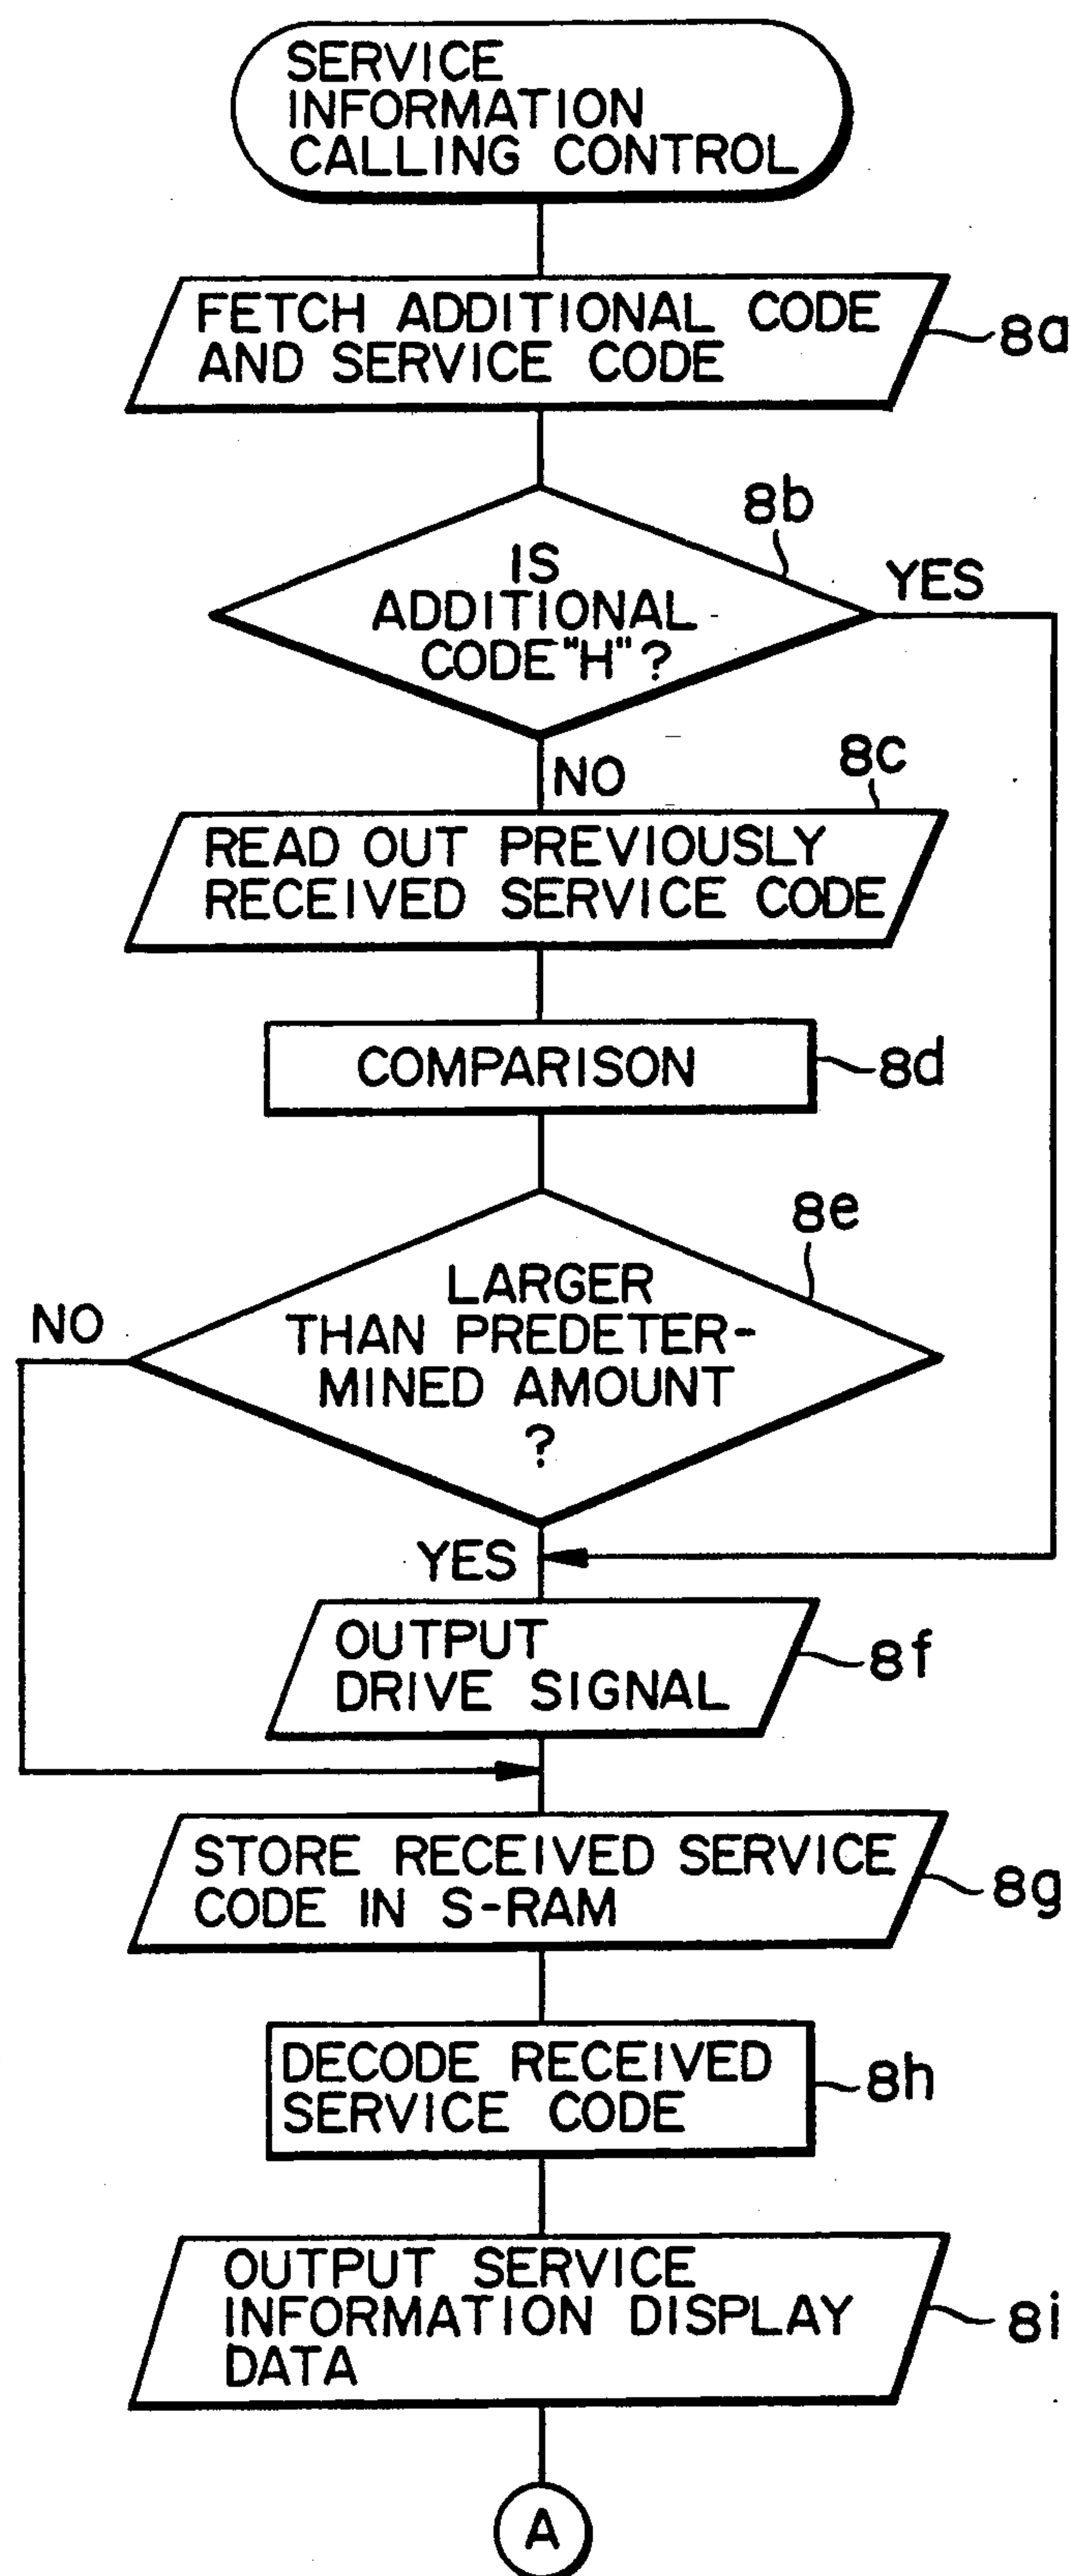 SERVICE
INFORMATION
CALLING CONTROL
FETCH ADDITIONAL CODE
AND SERVICE CODE
8a
8b
IS
ADDITIONAL
CODE "H" ?
YES
NO
8c
READ OUT PREVIOUSLY
RECEIVED SERVICE CODE
COMPARISON
8d
8e
LARGER
THAN PREDETER-
MINED AMOUNT
?
NO
YES
OUTPUT
DRIVE SIGNAL
8f
STORE RECEIVED SERVICE
CODE IN S-RAM
8g
DECODE RECEIVED
SERVICE CODE
8h
OUTPUT SERVICE
INFORMATION DISPLAY
DATA
8i
A